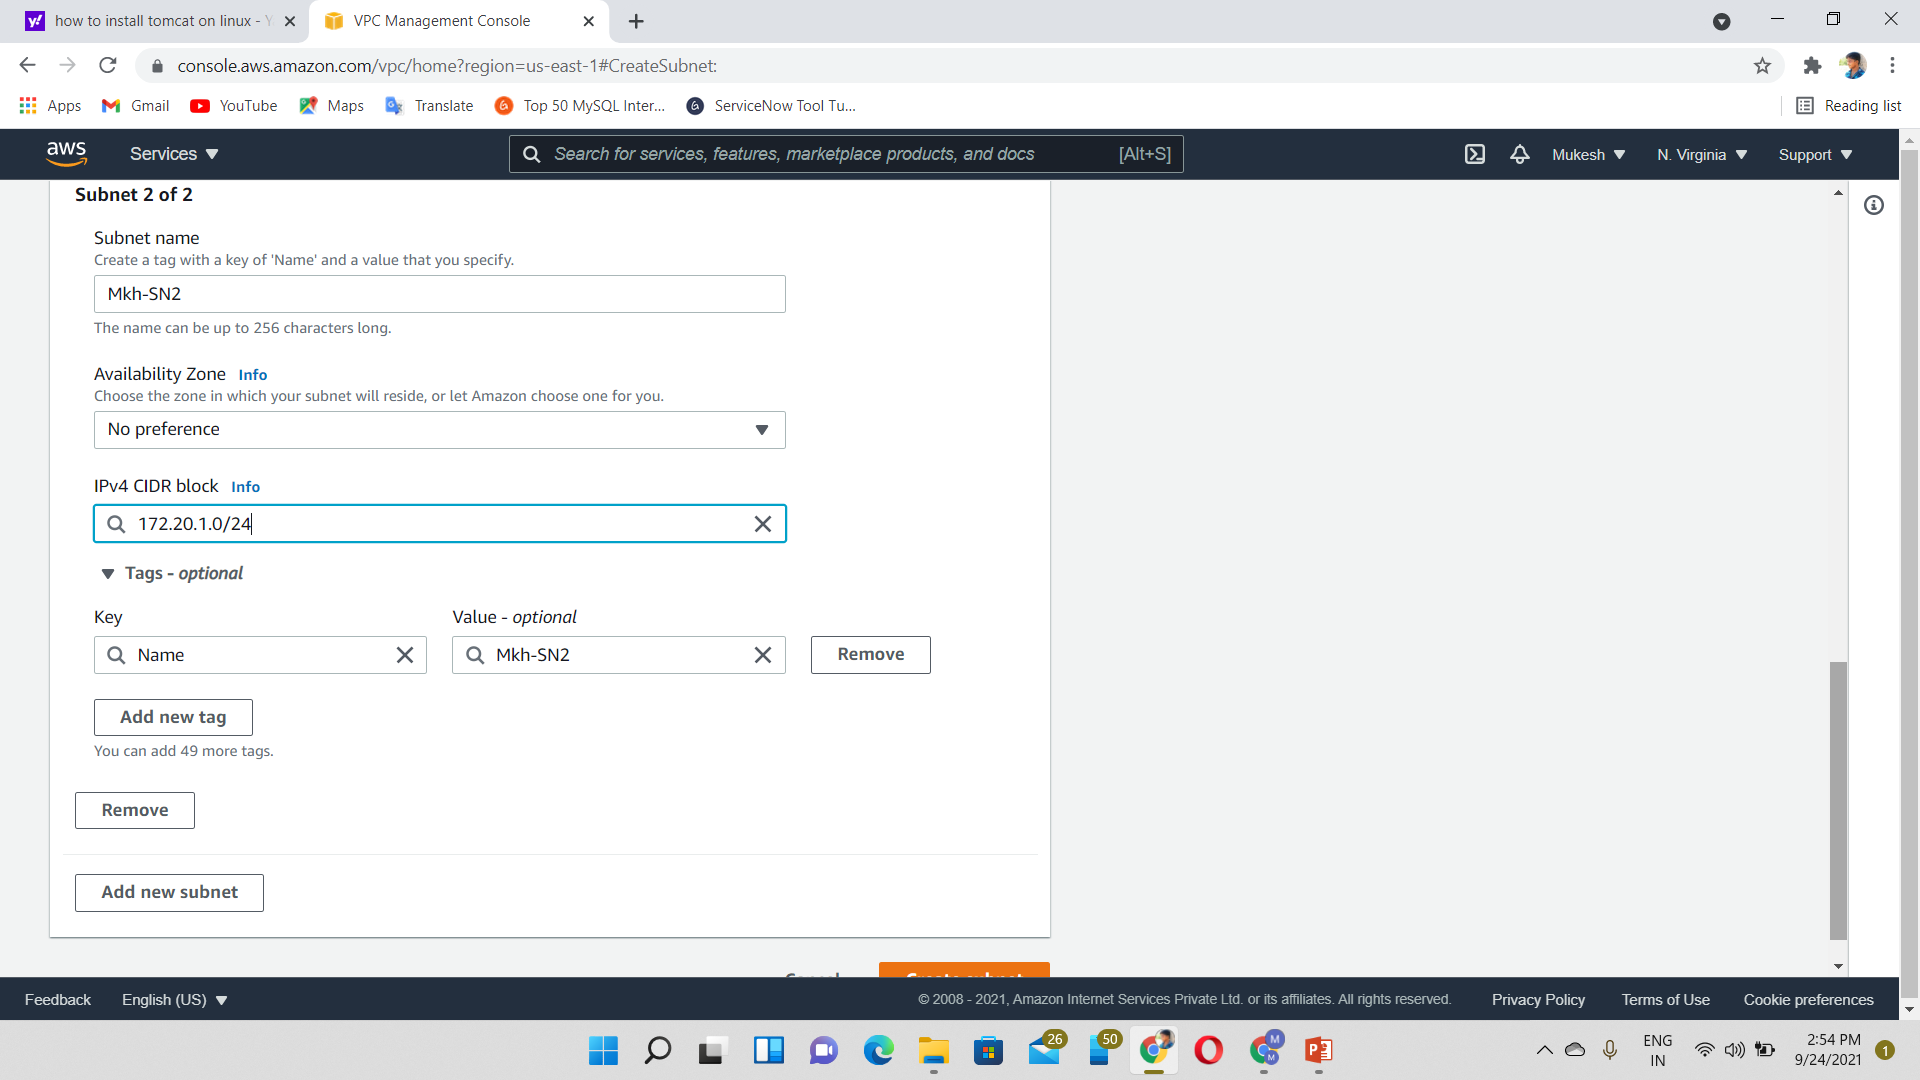 how to install tomcat on linux - Y
VPC Management Console
console.aws.amazon.com/vpc/home?region=us-east-1#CreateSubnet:
Apps
Gmail
YouTube
Maps
Translate
Top 50 MySQL Inter...
ServiceNow Tool Tu...
Reading list
aws
Services
Search for services, features, marketplace products, and docs
[Alt+S]
Mukesh
N. Virginia
Support
Subnet 2 of 2
Subnet name
Create a tag with a key of 'Name' and a value that you specify.
Mkh-SN2
The name can be up to 256 characters long.
Availability Zone Info
Choose the zone in which your subnet will reside, or let Amazon choose one for you.
No preference
IPv4 CIDR block Info
172.20.1.0/24
Tags - optional
Key
Value - optional
Name
Mkh-SN2
Remove
Add new tag
You can add 49 more tags.
Remove
Add new subnet
Cancel
Create subnet
Feedback
English (US)
© 2008 - 2021, Amazon Internet Services Private Ltd. or its affiliates. All rights reserved.
Privacy Policy
Terms of Use
Cookie preferences
26
50
M
M
ENG
IN
2:54 PM
9/24/2021
1